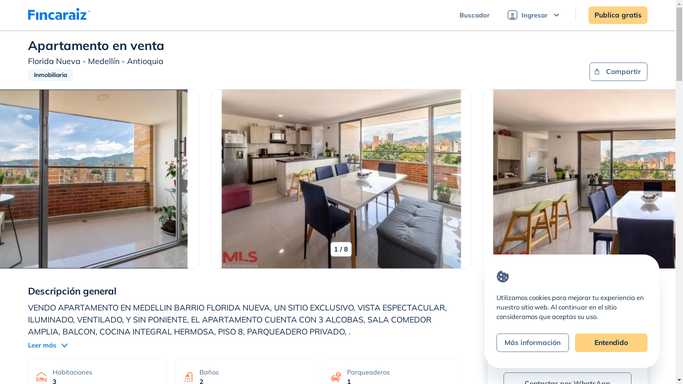 Fincaraiz
Buscador
Ingresar
Publica gratis
Apartamento en venta
Florida Nueva - Medellín - Antioquia
Inmobiliaria
Compartir
MLS
1 / 8
Descripción general
VENDO APARTAMENTO EN MEDELLIN BARRIO FLORIDA NUEVA, UN SITIO EXCLUSIVO, VISTA ESPECTACULAR,
ILUMINADO, VENTILADO, Y SIN PONIENTE, EL APARTAMENTO CUENTA CON 3 ALCOBAS, SALA COMEDOR
AMPLIA, BALCON, COCINA INTEGRAL HERMOSA, PISO 8, PARQUEADERO PRIVADO, .
Leer más
Habitaciones
3
Baños
2
Parqueaderos
1
Utilizamos cookies para mejorar tu experiencia en
nuestro sitio web. Al continuar en el sitio
consideramos que aceptas su uso.
Más información
Entendido
Contactar por WhatsApp